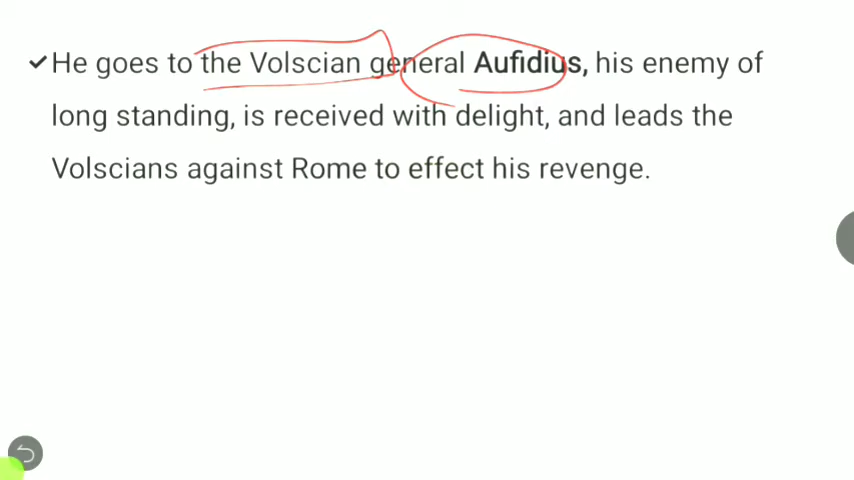 ✓He goes to the Volscian general Aufidius, his enemy of
long standing, is received with delight, and leads the
Volscians against Rome to effect his revenge.